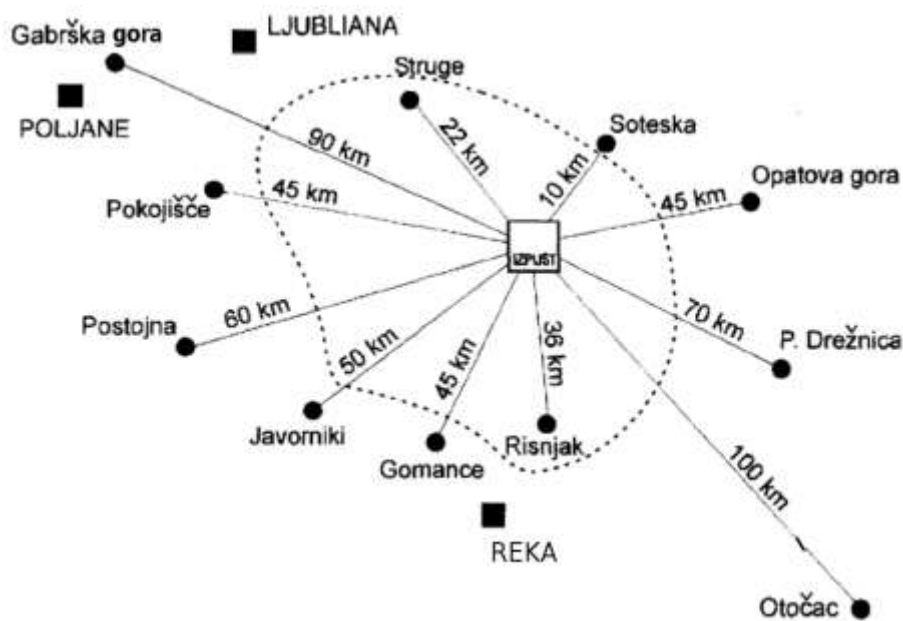 Gabrška gora
LJUBLIANA
POLJANE
Struge
Soteska
90 km
22 km
10 km
Opatova gora
45 km
Pokojišče
45 km
IZPUŠT
Postojna
60 km
70 km
P. Drežnica
50 km
45 km
36 km
Javorniki
Gomance
Risnjak
100 km
REKA
Otočac